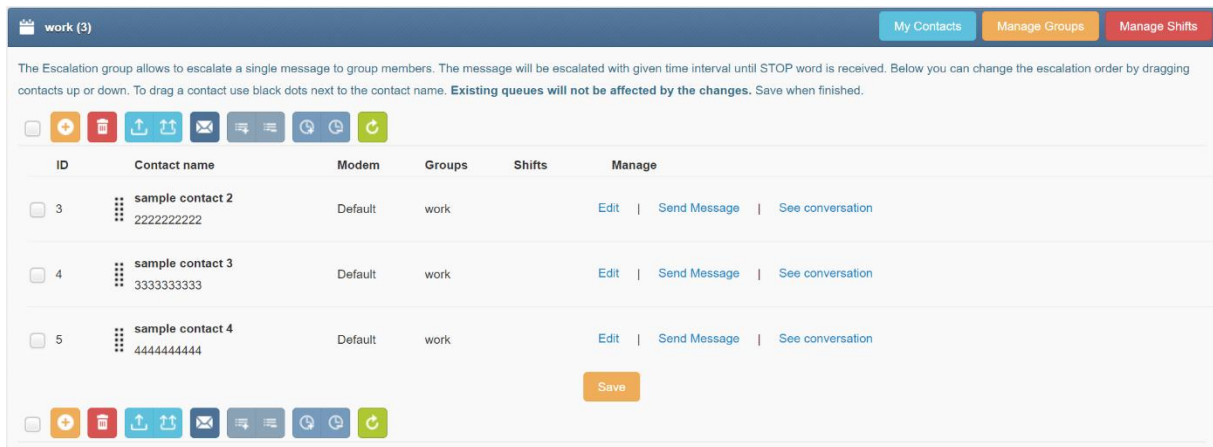 work (3) My Contacts Manage Groups Manage Shifts
The Escalation group allows to escalate a single message to group members. The message will be escalated with given time interval until STOP word is received. Below you can change the escalation order by dragging
contacts up or down. To drag a contact use black dots next to the contact name. Existing queues will not be affected by the changes. Save when finished.
ID Contact name Modem Groups Shifts Manage
sample contact 2
3 Default work Edit | Send Message | See conversation
2222222222
sample contact 3
4 Default work Edit | Send Message | See conversation
3333333333
sample contact 4
5 Default work Edit | Send Message | See conversation
4444444444
Save